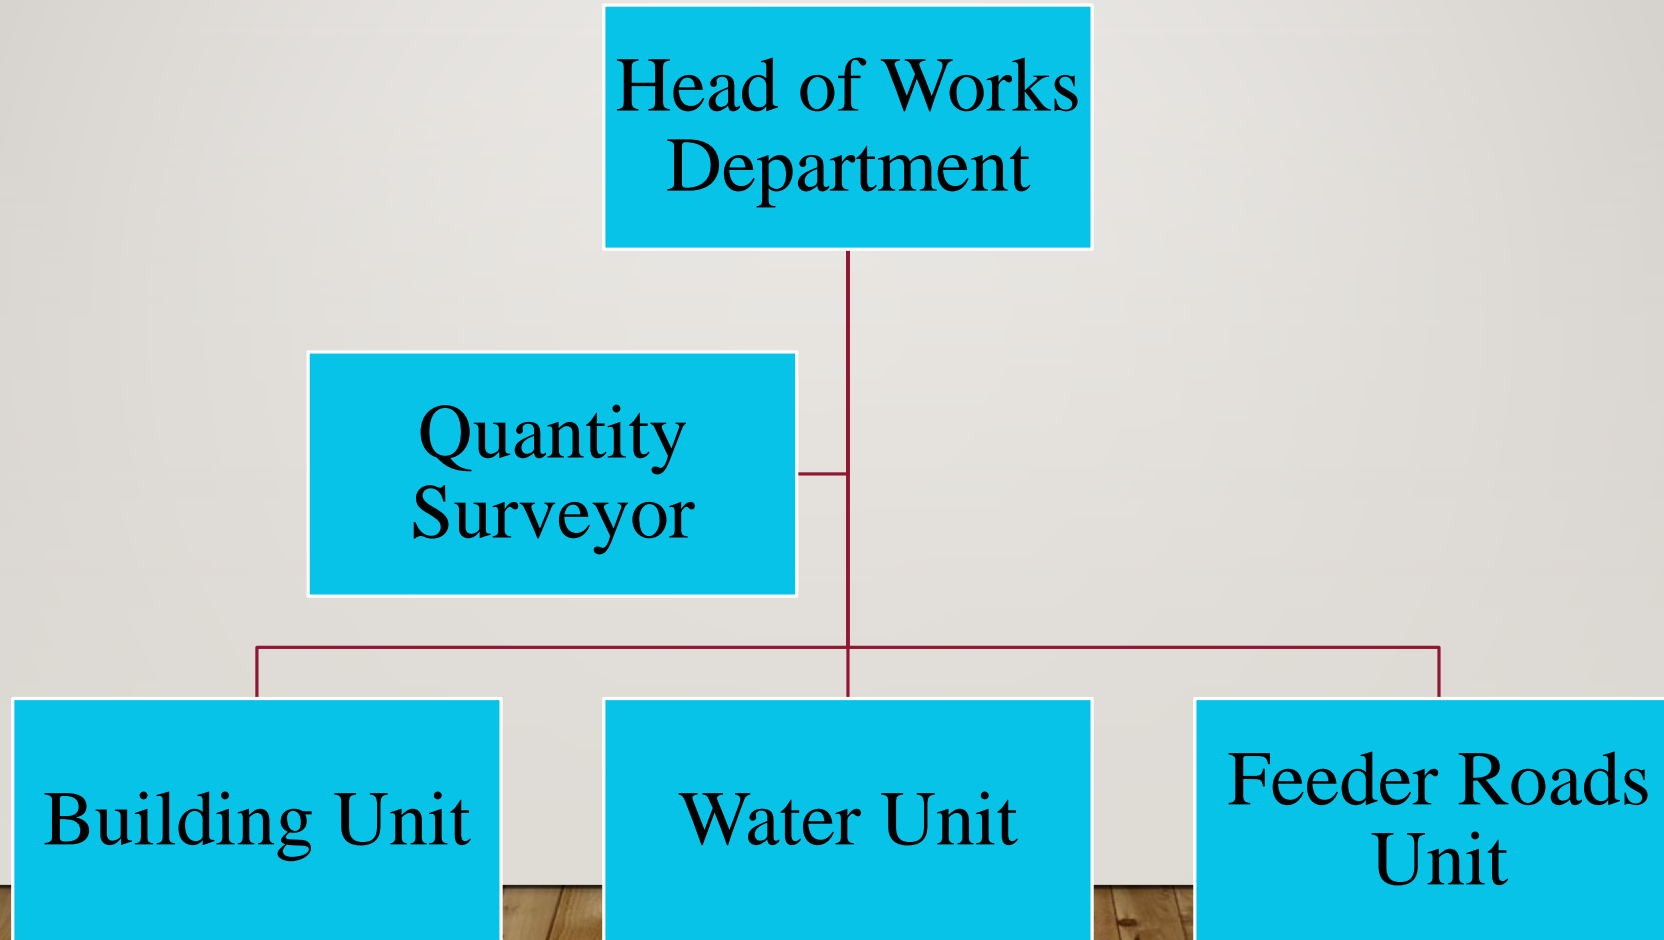 Head of Works
Department
Quantity
Surveyor
Building Unit
Water Unit
Feeder Roads
Unit